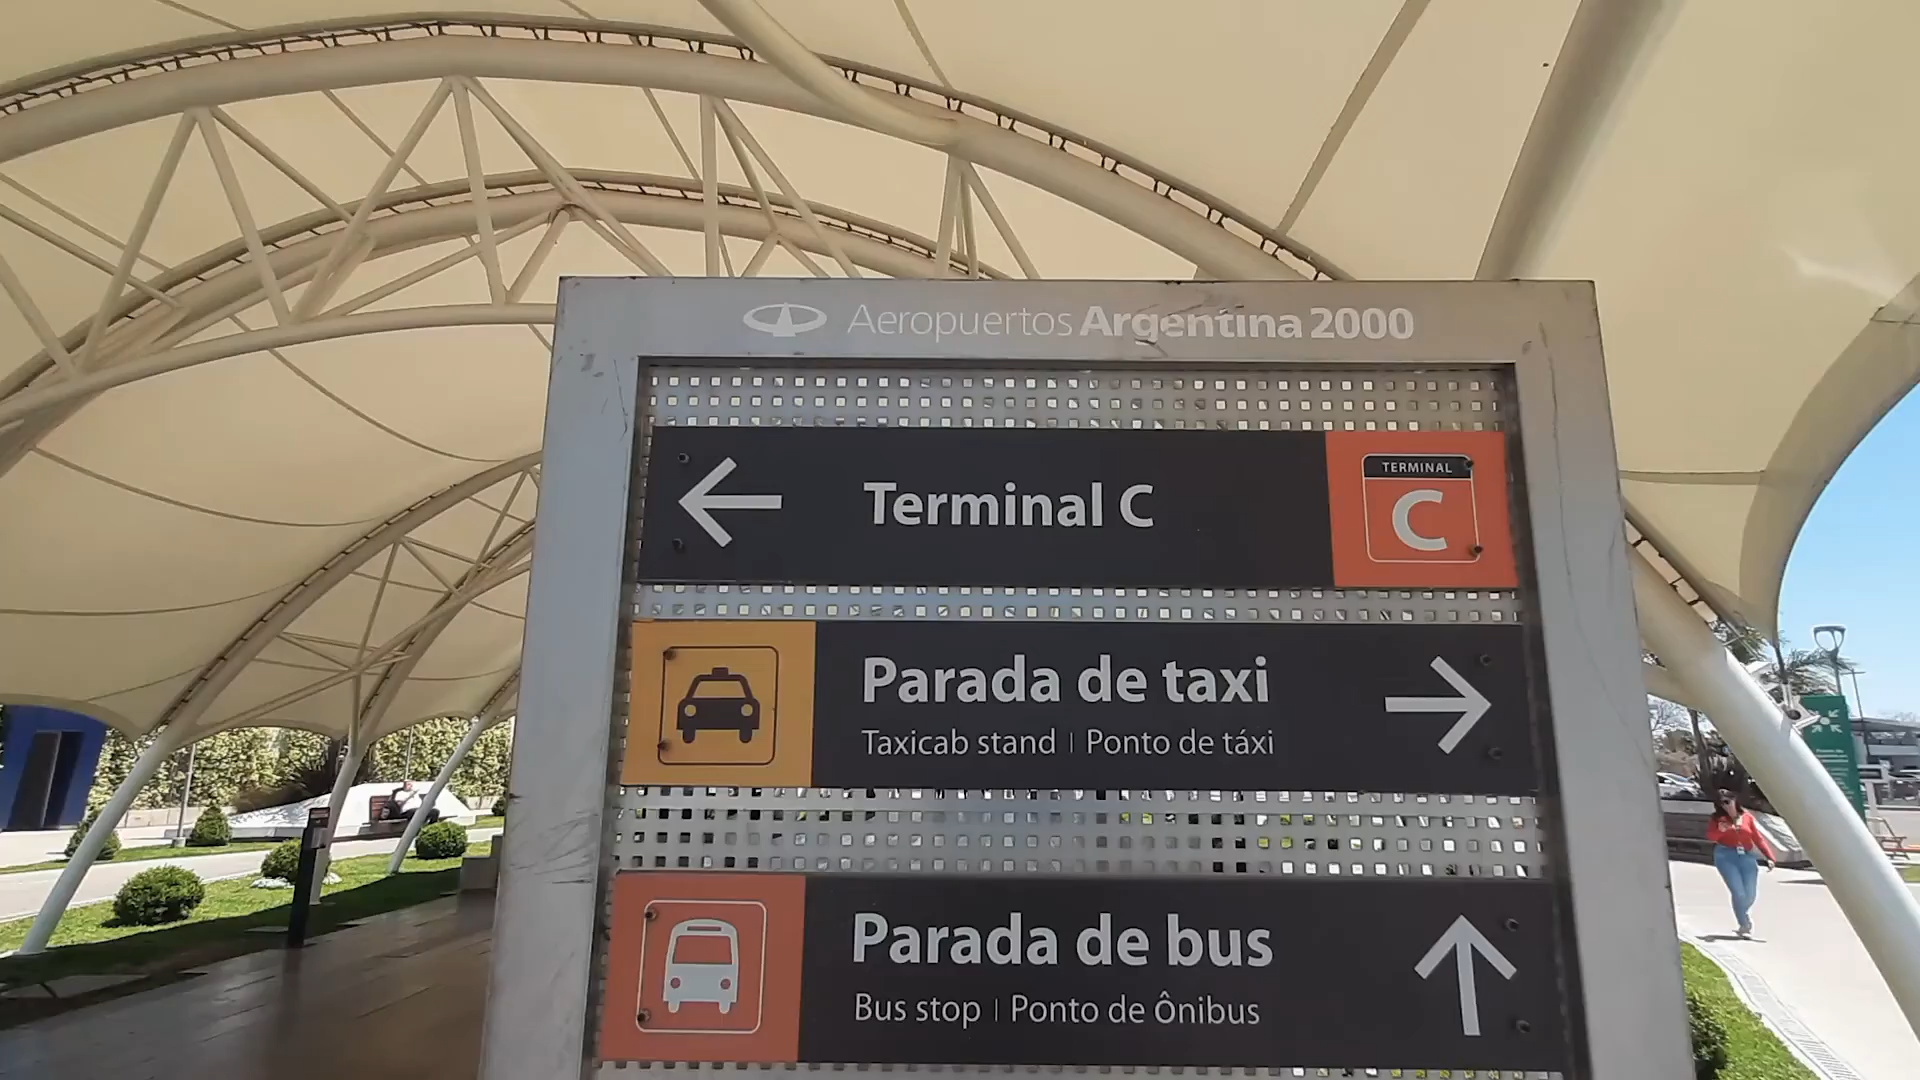 Aeropuertos Argentina 2000
Terminal C
TERMINAL
C
Parada de taxi
Taxicab stand | Ponto de táxi
Parada de bus
Bus stop | Ponto de Ônibus